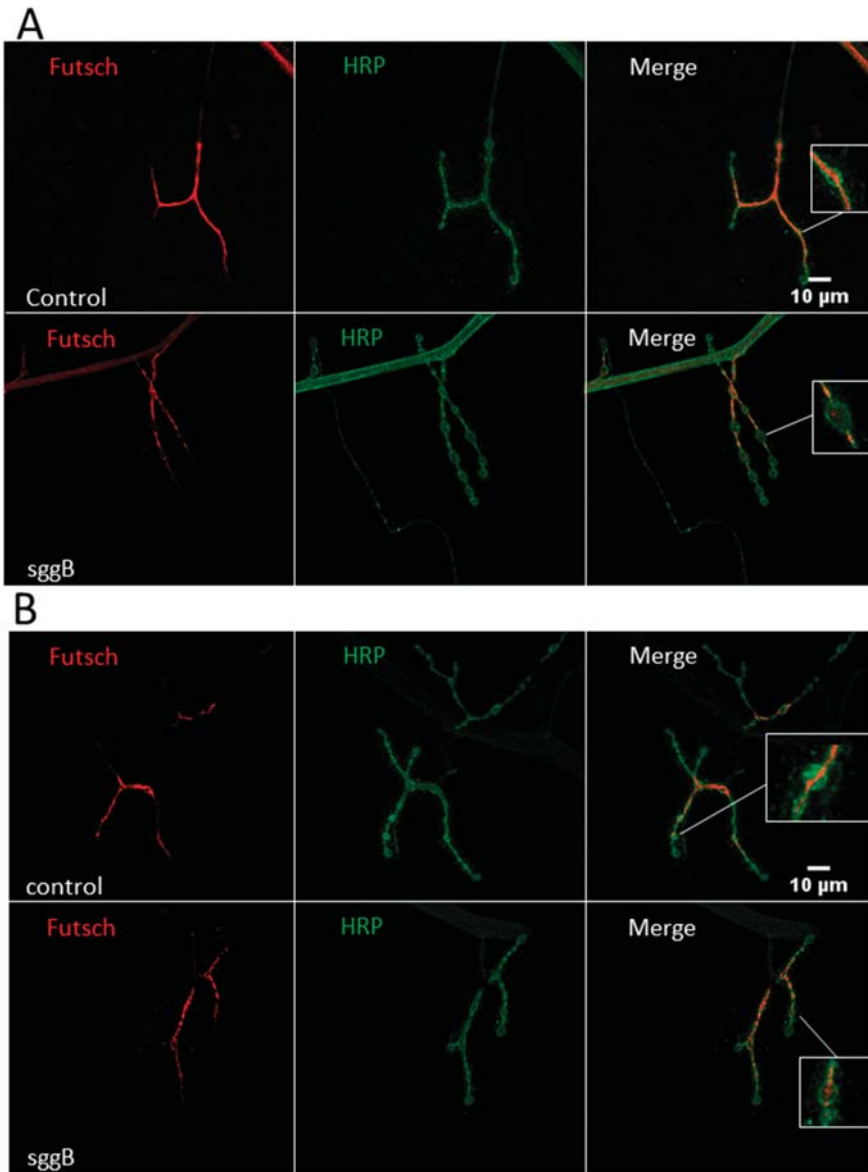 A
Futsch HRP Merge
Control 10 µm
Futsch HRP Merge
sggB
B
Futsch HRP Merge
control 10 µm
Futsch HRP Merge
sggB